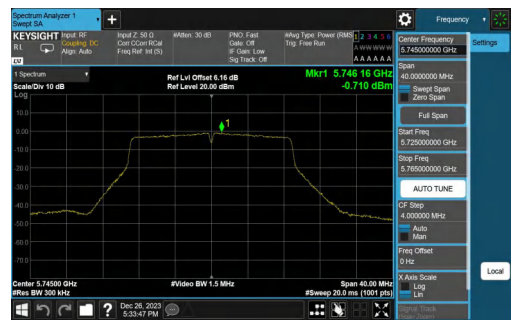 Spectrum Analyzer 1
Swept SA
Frequency
KEYSIGHT
RL
LV
Input: RF
Coupling: DC
Align: Auto
Input Z: 50 Ω
Corr CCorr RCal
Freq Ref: Int (S)
#Atten: 30 dB
PNO: Fast
Gate: Off
IF Gain: Low
Sig Track: Off
#Avg Type: Power (RMS)
Trig: Free Run
1 2 3 4 5 6
A W W W W W
A A A A A A
Center Frequency
5.745000000 GHz
Settings
Span
40.0000000 MHz
Swept Span
Zero Span
Full Span
Start Freq
5.725000000 GHz
Stop Freq
5.765000000 GHz
AUTO TUNE
CF Step
4.000000 MHz
Auto
Man
Freq Offset
0 Hz
X Axis Scale
Log
Lin
Signal Track
Local
1 Spectrum
Scale/Div 10 dB
Log
Ref Lvl Offset 6.16 dB
Ref Level 20.00 dBm
Mkr1 5.746 16 GHz
-0.710 dBm
1
10.0
0.00
-10.0
-20.0
-30.0
-40.0
-50.0
-60.0
-70.0
Center 5.74500 GHz
#Res BW 300 kHz
#Video BW 1.5 MHz
Span 40.00 MHz
#Sweep 20.0 ms (1001 pts)
?
Dec 26, 2023
5:33:47 PM